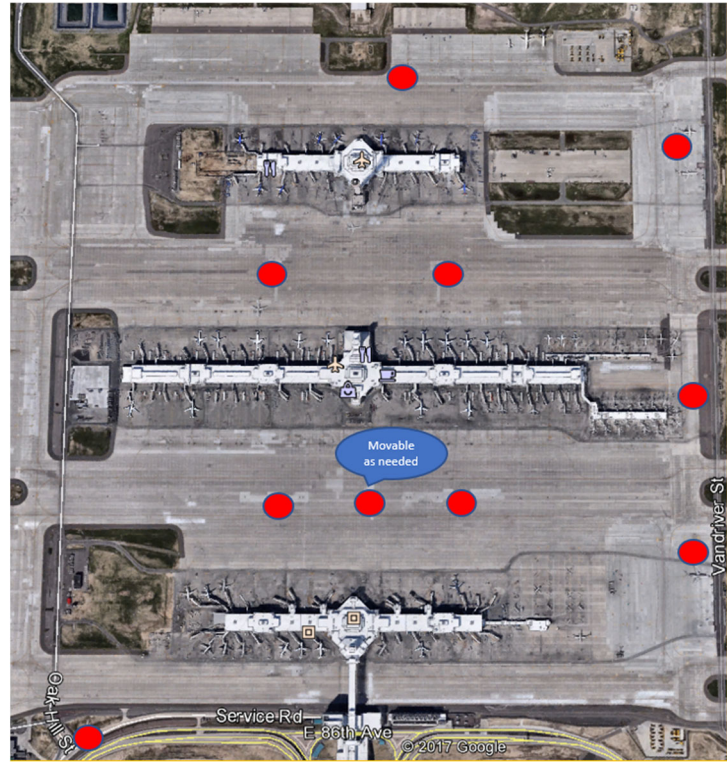 Movable
as needed
Vandriver St
Oak Hill St
Service Rd
E 86th Ave
© 2017 Google